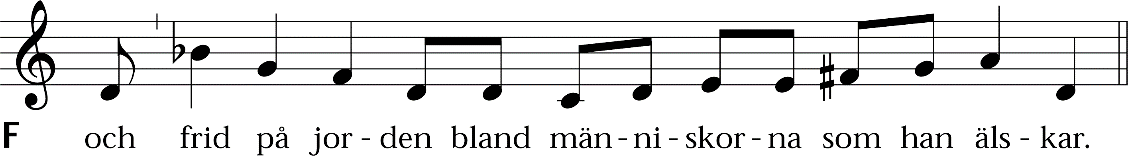 F och frid på jor - den bland män - ni - skor - na som han äls - kar.